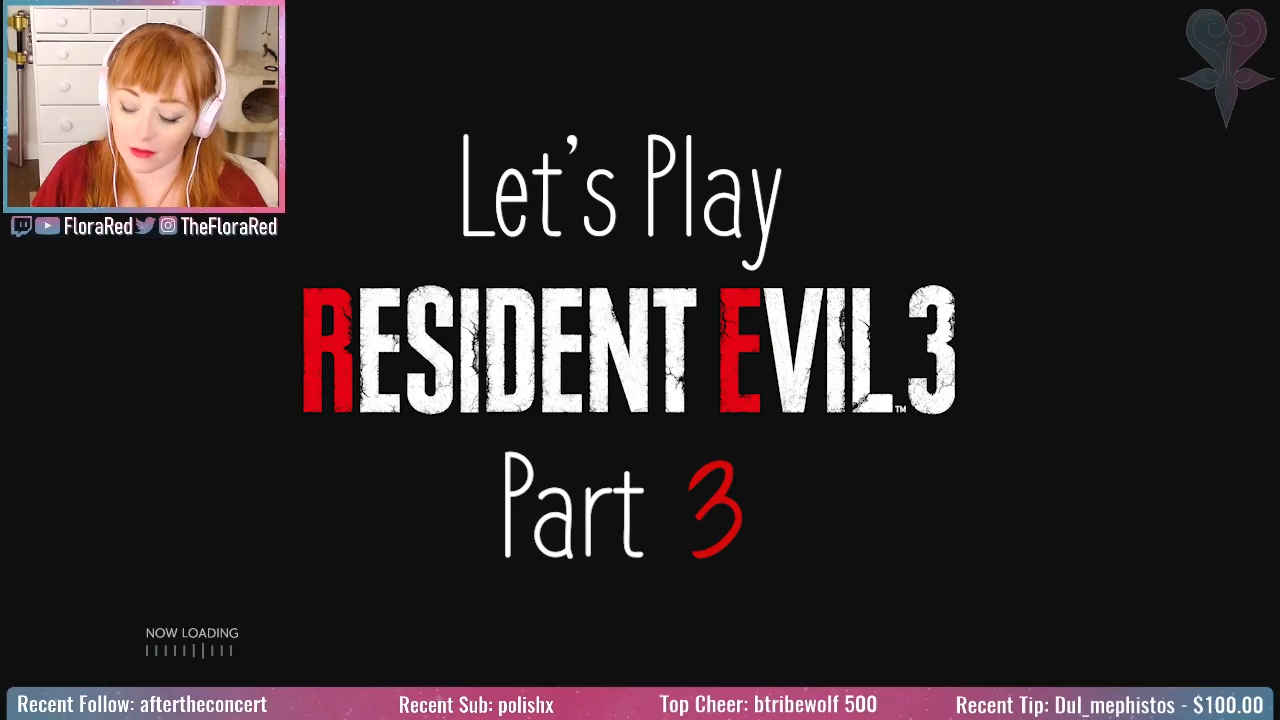 FloraRed TheFloraRed
Let's Play
RESIDENT EVIL 3
TM
Part 3
NOW LOADING
Recent Follow: aftertheconcert Recent Sub: polishx Top Cheer: btribewolf 500 Recent Tip: Dul_mephistos - $100.00